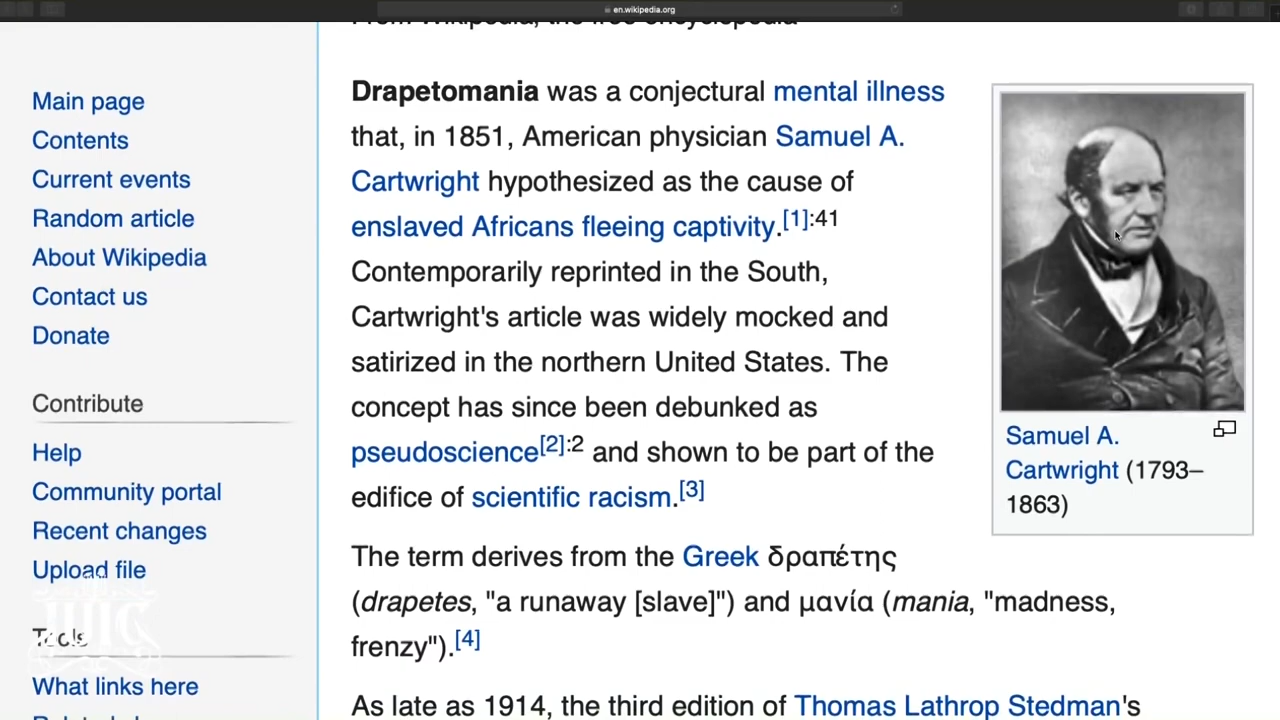 en.wikipedia.org
From Wikipedia, the free encyclopedia
Main page
Contents
Current events
Random article
About Wikipedia
Contact us
Donate
Contribute
Help
Community portal
Recent changes
Upload file
Tools
What links here
Drapetomania was a conjectural mental illness
that, in 1851, American physician Samuel A.
Cartwright hypothesized as the cause of
enslaved Africans fleeing captivity.[1]:41
Contemporarily reprinted in the South,
Cartwright's article was widely mocked and
satirized in the northern United States. The
concept has since been debunked as
pseudoscience[2]:2 and shown to be part of the
edifice of scientific racism.[3]
Samuel A.
Cartwright (1793–
1863)
The term derives from the Greek δραπέτης
(drapetes, "a runaway [slave]") and μανία (mania, "madness,
frenzy").[4]
As late as 1914, the third edition of Thomas Lathrop Stedman's